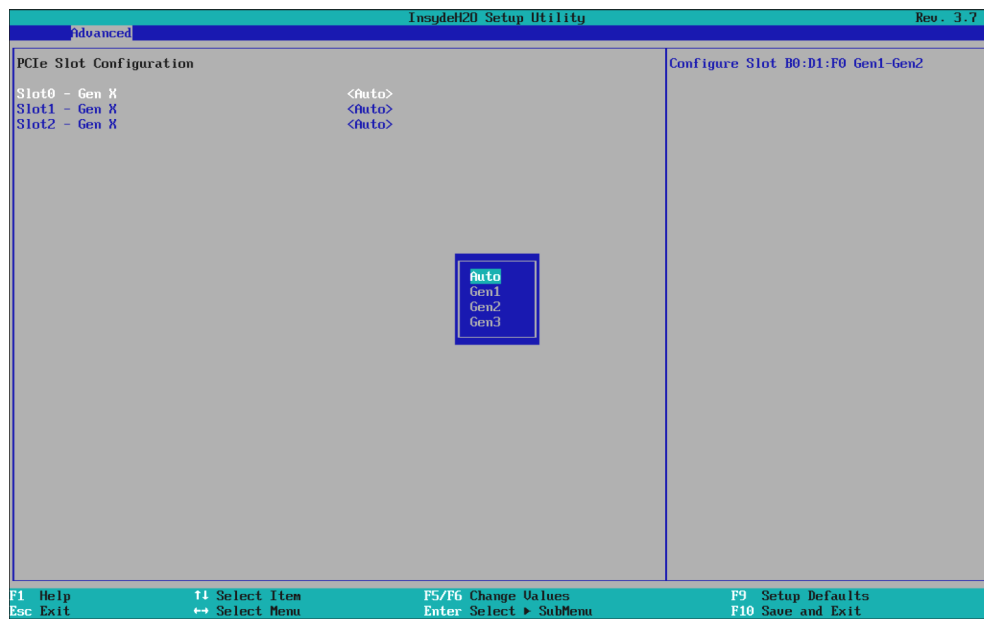 InsydeH2O Setup Utility Rev. 3.7
Advanced
PCIe Slot Configuration
Configure Slot B0:D1:F0 Gen1-Gen2
Slot0 - Gen X <Auto>
Slot1 - Gen X <Auto>
Slot2 - Gen X <Auto>
Auto
Gen1
Gen2
Gen3
F1 Help ↑↓ Select Item F5/F6 Change Values F9 Setup Defaults
Esc Exit ↔ Select Menu Enter Select ▶ SubMenu F10 Save and Exit